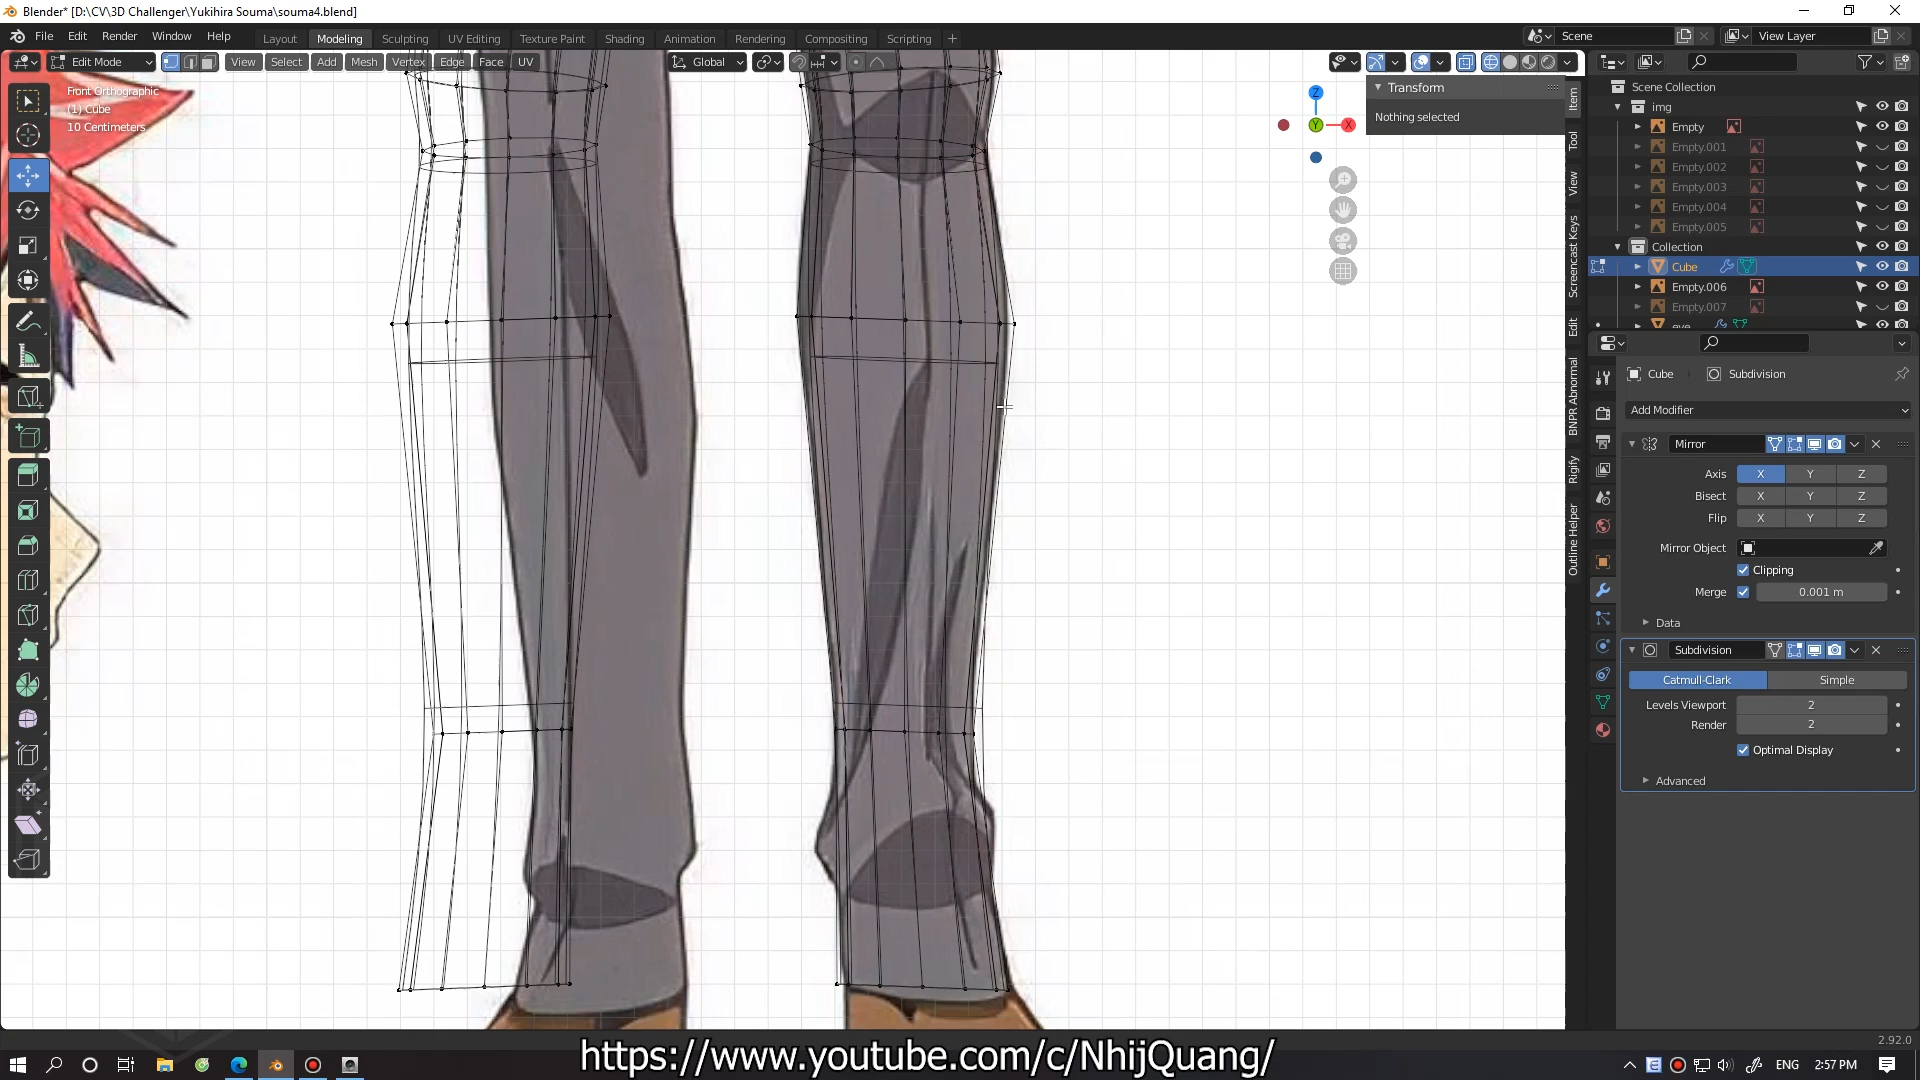 Blender* [D:\CV\3D Challenger\Yukihira Souma\souma4.blend]
File Edit Render Window Help
Layout Modeling Sculpting UV Editing Texture Paint Shading Animation Rendering Compositing Scripting
Scene
View Layer
Edit Mode
View Select Add Mesh Vertex Edge Face UV
Global
Front Orthographic
(1) Cube
10 Centimeters
Transform
Nothing selected
Z
Y
X
Item
Tool
View
Screencast Keys
Edit
BNPR Abnormal
Rigify
Outline Helper
Scene Collection
img
Empty
Empty.001
Empty.002
Empty.003
Empty.004
Empty.005
Collection
Cube
Empty.006
Empty.007
eye
Cube Subdivision
Add Modifier
Mirror
Axis X Y Z
Bisect X Y Z
Flip X Y Z
Mirror Object
Clipping
Merge 0.001 m
Data
Subdivision
Catmull-Clark Simple
Levels Viewport 2
Render 2
Optimal Display
Advanced
2.92.0
https://www.youtube.com/c/NhijQuang/
ENG 2:57 PM